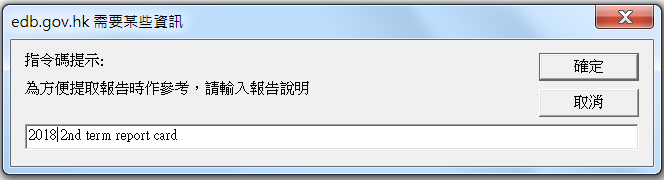 edb.gov.hk 需要某些資訊
指令碼提示:
為方便提取報告時作參考，請輸入報告說明
確定
取消
2018 2nd term report card